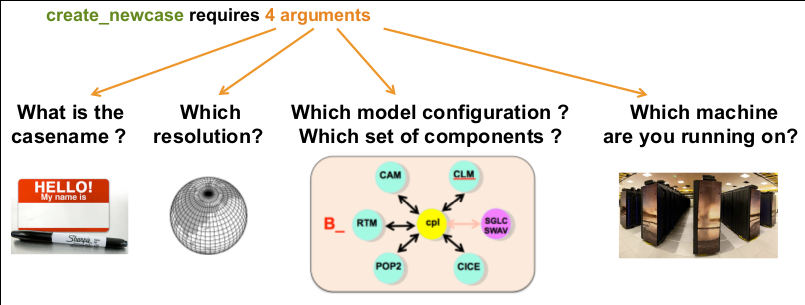 create_newcase requires 4 arguments
What is the
casename ?
Which
resolution?
Which model configuration ?
Which set of components ?
Which machine
are you running on?
HELLO!
My name is
Sharpie
B_
CAM
CLM
RTM
cpl
SGLC
SWAV
POP2
CICE